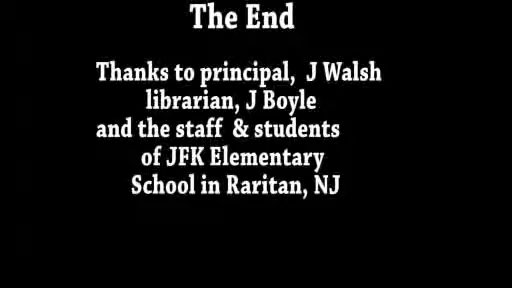 The End
Thanks to principal, J Walsh
librarian, J Boyle
and the staff & students
of JFK Elementary
School in Raritan, NJ